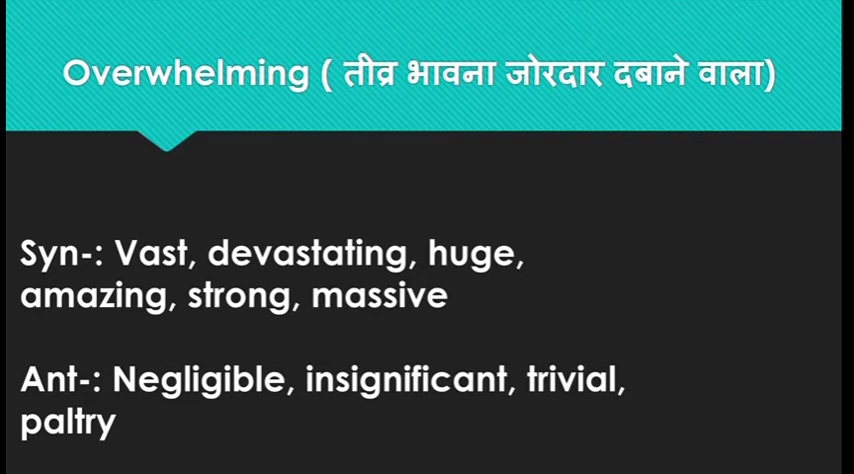 Overwhelming ( तीव्र भावना जोरदार दबाने वाला)
Syn-: Vast, devastating, huge,
amazing, strong, massive
Ant-: Negligible, insignificant, trivial,
paltry